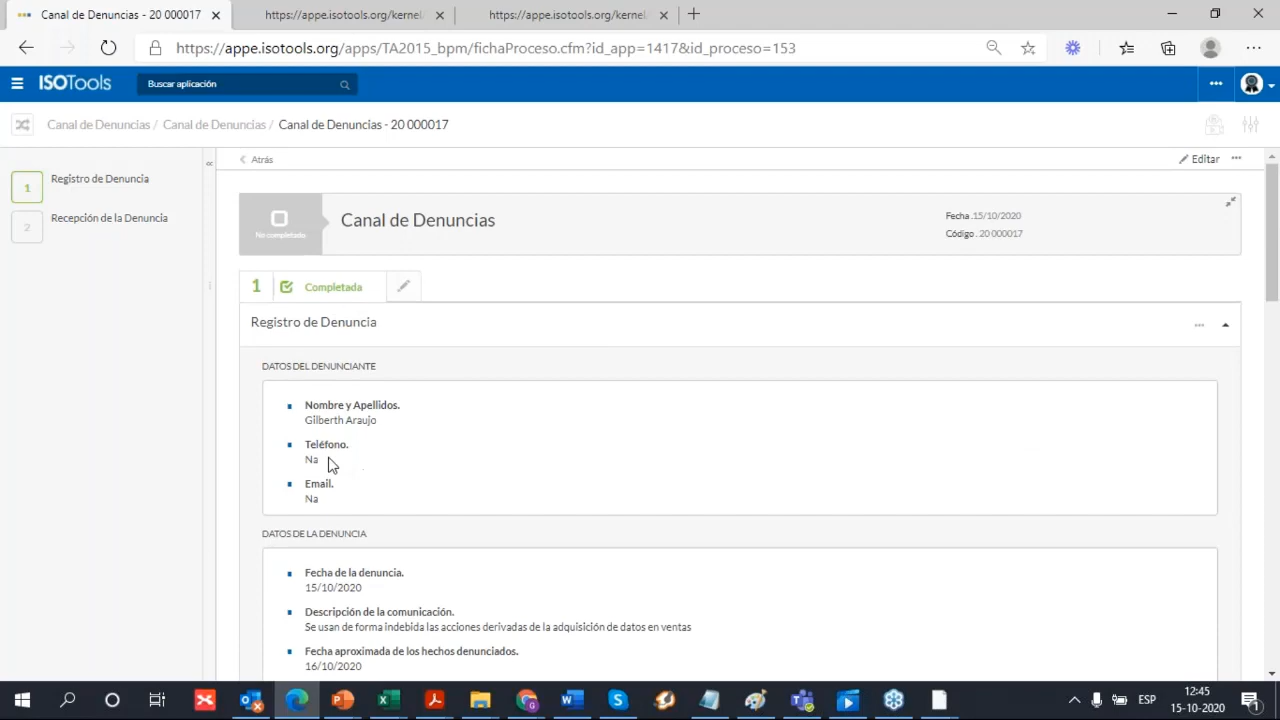 Canal de Denuncias - 20 000017
https://appe.isotools.org/kernel/
https://appe.isotools.org/kernel
https://appe.isotools.org/apps/TA2015_bpm/fichaProceso.cfm?id_app=1417&id_proceso=153
ISOTools
Buscar aplicación
Canal de Denuncias / Canal de Denuncias / Canal de Denuncias - 20 000017
1 Registro de Denuncia
2 Recepción de la Denuncia
Atrás
Editar
No completado
Canal de Denuncias
Fecha .15/10/2020
Código . 20 000017
1 Completada
Registro de Denuncia
DATOS DEL DENUNCIANTE
Nombre y Apellidos.
Gilberth Araujo
Teléfono.
Na
Email.
Na
DATOS DE LA DENUNCIA
Fecha de la denuncia.
15/10/2020
Descripción de la comunicación.
Se usan de forma indebida las acciones derivadas de la adquisición de datos en ventas
Fecha aproximada de los hechos denunciados.
16/10/2020
ESP
12:45
15-10-2020